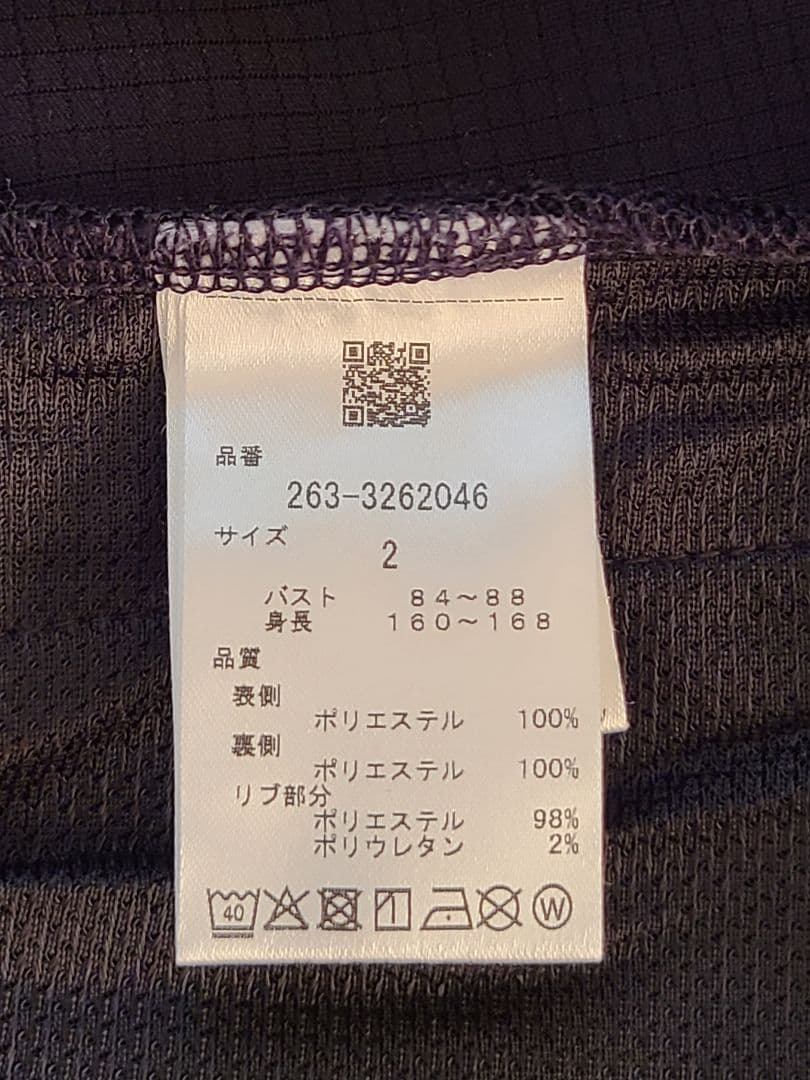 品番
263-3262046
サイズ
2
バスト 84～88
身長 160～168
品質
表側
ポリエステル 100%
裏側
ポリエステル 100%
リブ部分
ポリエステル 98%
ポリウレタン 2%
40 W